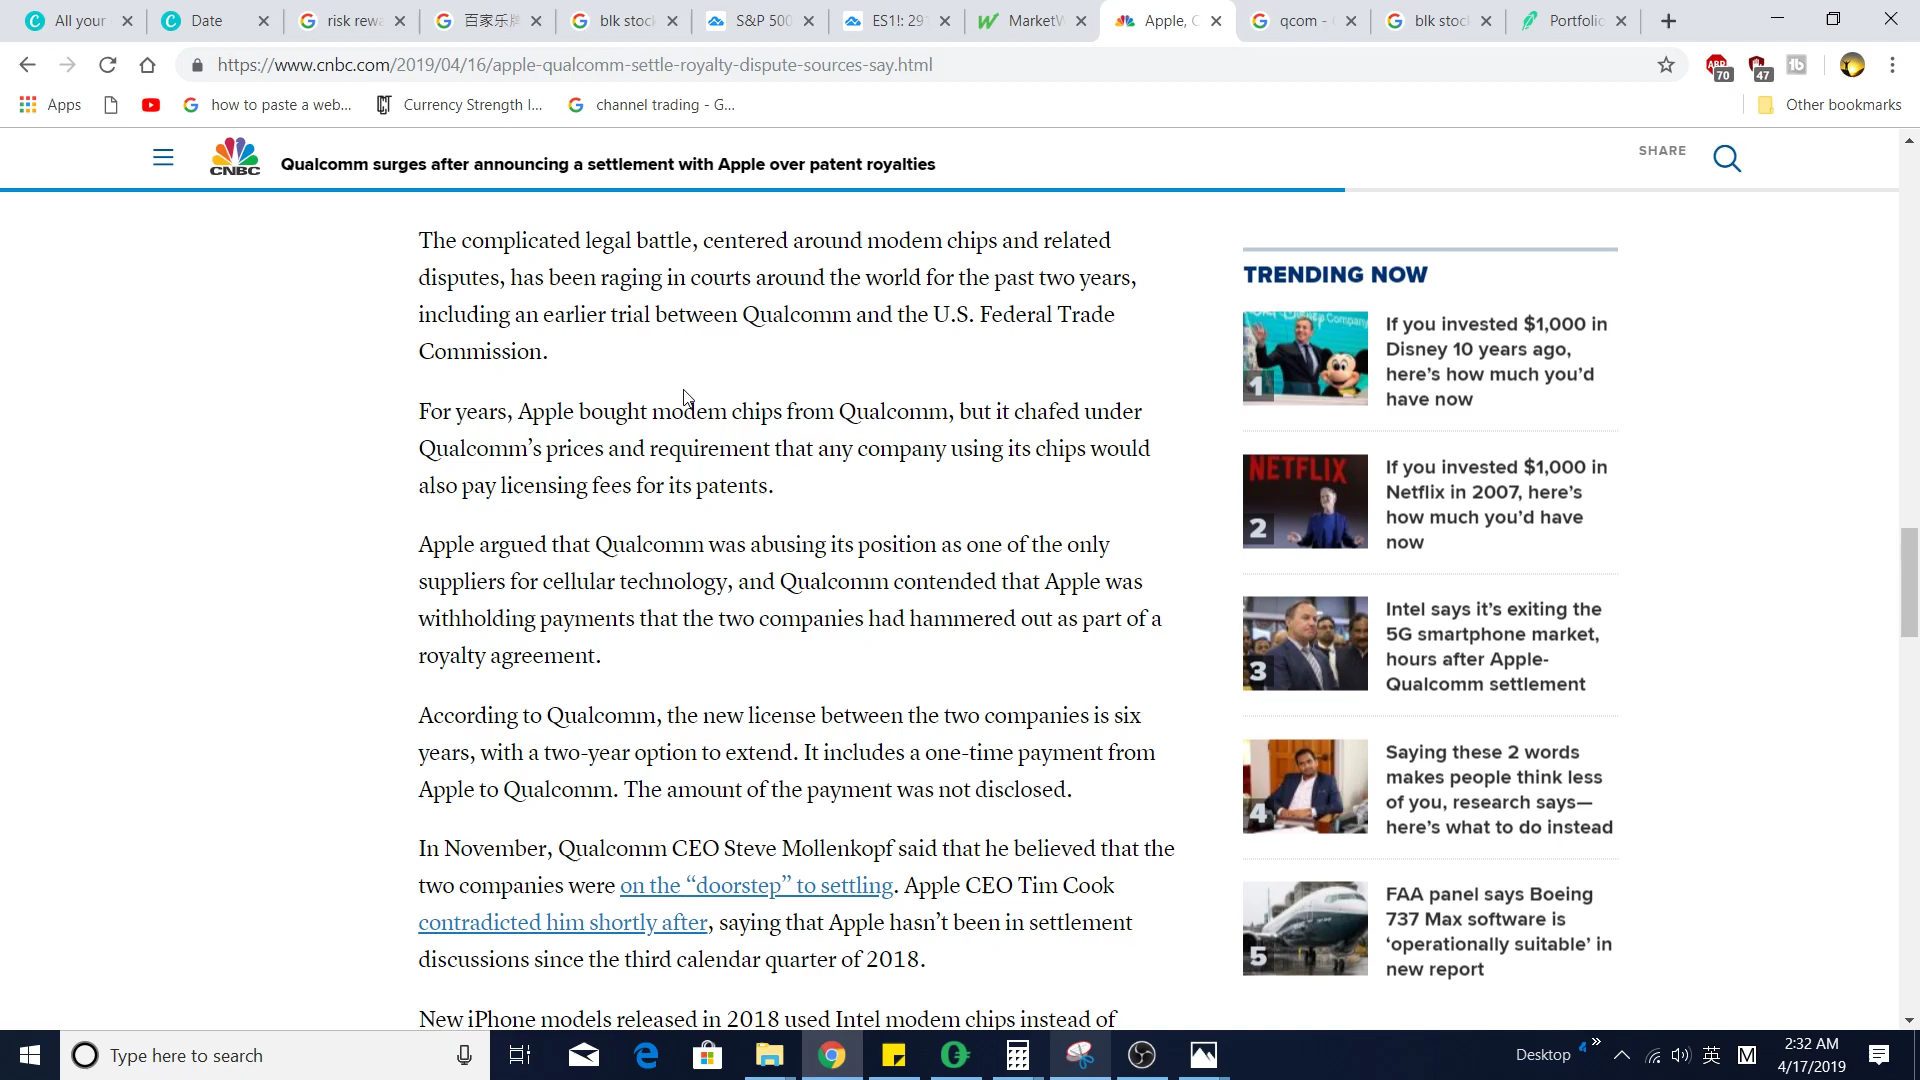 All your
Date
risk rew
百家乐
blk stoc
S&P 500
ES1!: 29
MarketW
Apple, C
qcom -
blk stoc
Portfolio
https://www.cnbc.com/2019/04/16/apple-qualcomm-settle-royalty-dispute-sources-say.html
ABP
70
47
Apps
how to paste a web...
Currency Strength I...
channel trading - G...
Other bookmarks
CNBC
Qualcomm surges after announcing a settlement with Apple over patent royalties
SHARE
The complicated legal battle, centered around modem chips and related
disputes, has been raging in courts around the world for the past two years,
including an earlier trial between Qualcomm and the U.S. Federal Trade
Commission.
For years, Apple bought modem chips from Qualcomm, but it chafed under
Qualcomm’s prices and requirement that any company using its chips would
also pay licensing fees for its patents.
Apple argued that Qualcomm was abusing its position as one of the only
suppliers for cellular technology, and Qualcomm contended that Apple was
withholding payments that the two companies had hammered out as part of a
royalty agreement.
According to Qualcomm, the new license between the two companies is six
years, with a two-year option to extend. It includes a one-time payment from
Apple to Qualcomm. The amount of the payment was not disclosed.
In November, Qualcomm CEO Steve Mollenkopf said that he believed that the
two companies were on the “doorstep” to settling. Apple CEO Tim Cook
contradicted him shortly after, saying that Apple hasn’t been in settlement
discussions since the third calendar quarter of 2018.
New iPhone models released in 2018 used Intel modem chips instead of
TRENDING NOW
1
If you invested $1,000 in
Disney 10 years ago,
here’s how much you’d
have now
NETFLIX
2
If you invested $1,000 in
Netflix in 2007, here’s
how much you’d have
now
3
Intel says it’s exiting the
5G smartphone market,
hours after Apple-
Qualcomm settlement
4
Saying these 2 words
makes people think less
of you, research says—
here’s what to do instead
5
FAA panel says Boeing
737 Max software is
‘operationally suitable’ in
new report
Type here to search
Desktop
英
M
2:32 AM
4/17/2019